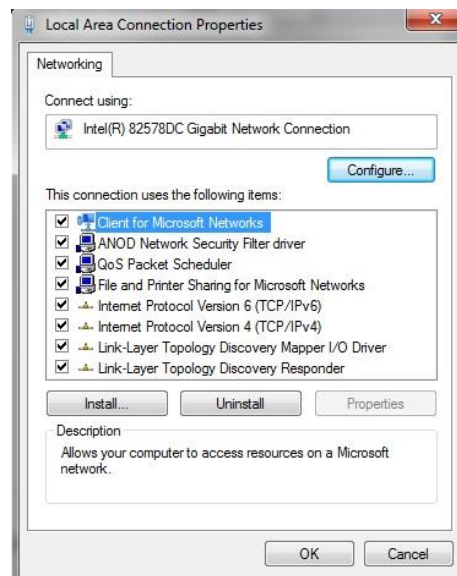 Local Area Connection Properties
Networking
Connect using:
Intel(R) 82578DC Gigabit Network Connection
Configure...
This connection uses the following items:
Client for Microsoft Networks
ANOD Network Security Filter driver
QoS Packet Scheduler
File and Printer Sharing for Microsoft Networks
Internet Protocol Version 6 (TCP/IPv6)
Internet Protocol Version 4 (TCP/IPv4)
Link-Layer Topology Discovery Mapper I/O Driver
Link-Layer Topology Discovery Responder
Install... Uninstall Properties
Description
Allows your computer to access resources on a Microsoft
network.
OK Cancel